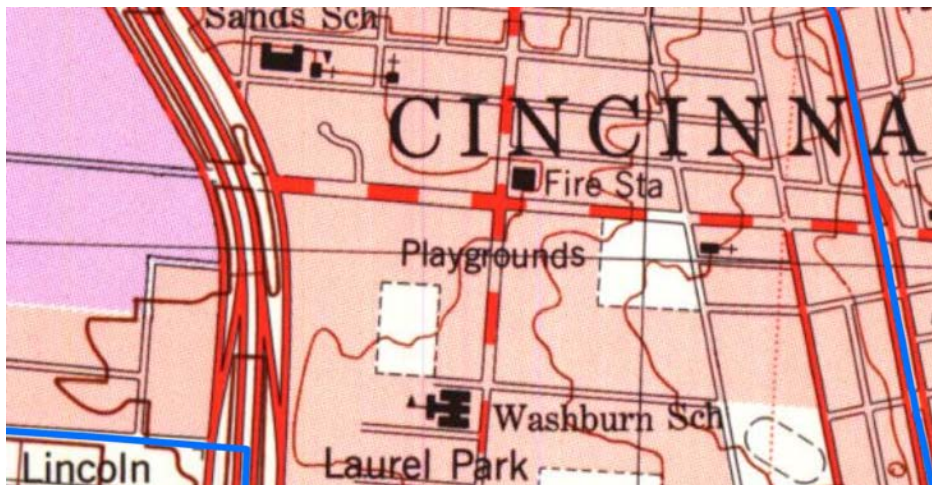 Sands Sch
CINCINNA
Fire Sta
Playgrounds
Washburn Sch
Lincoln
Laurel Park